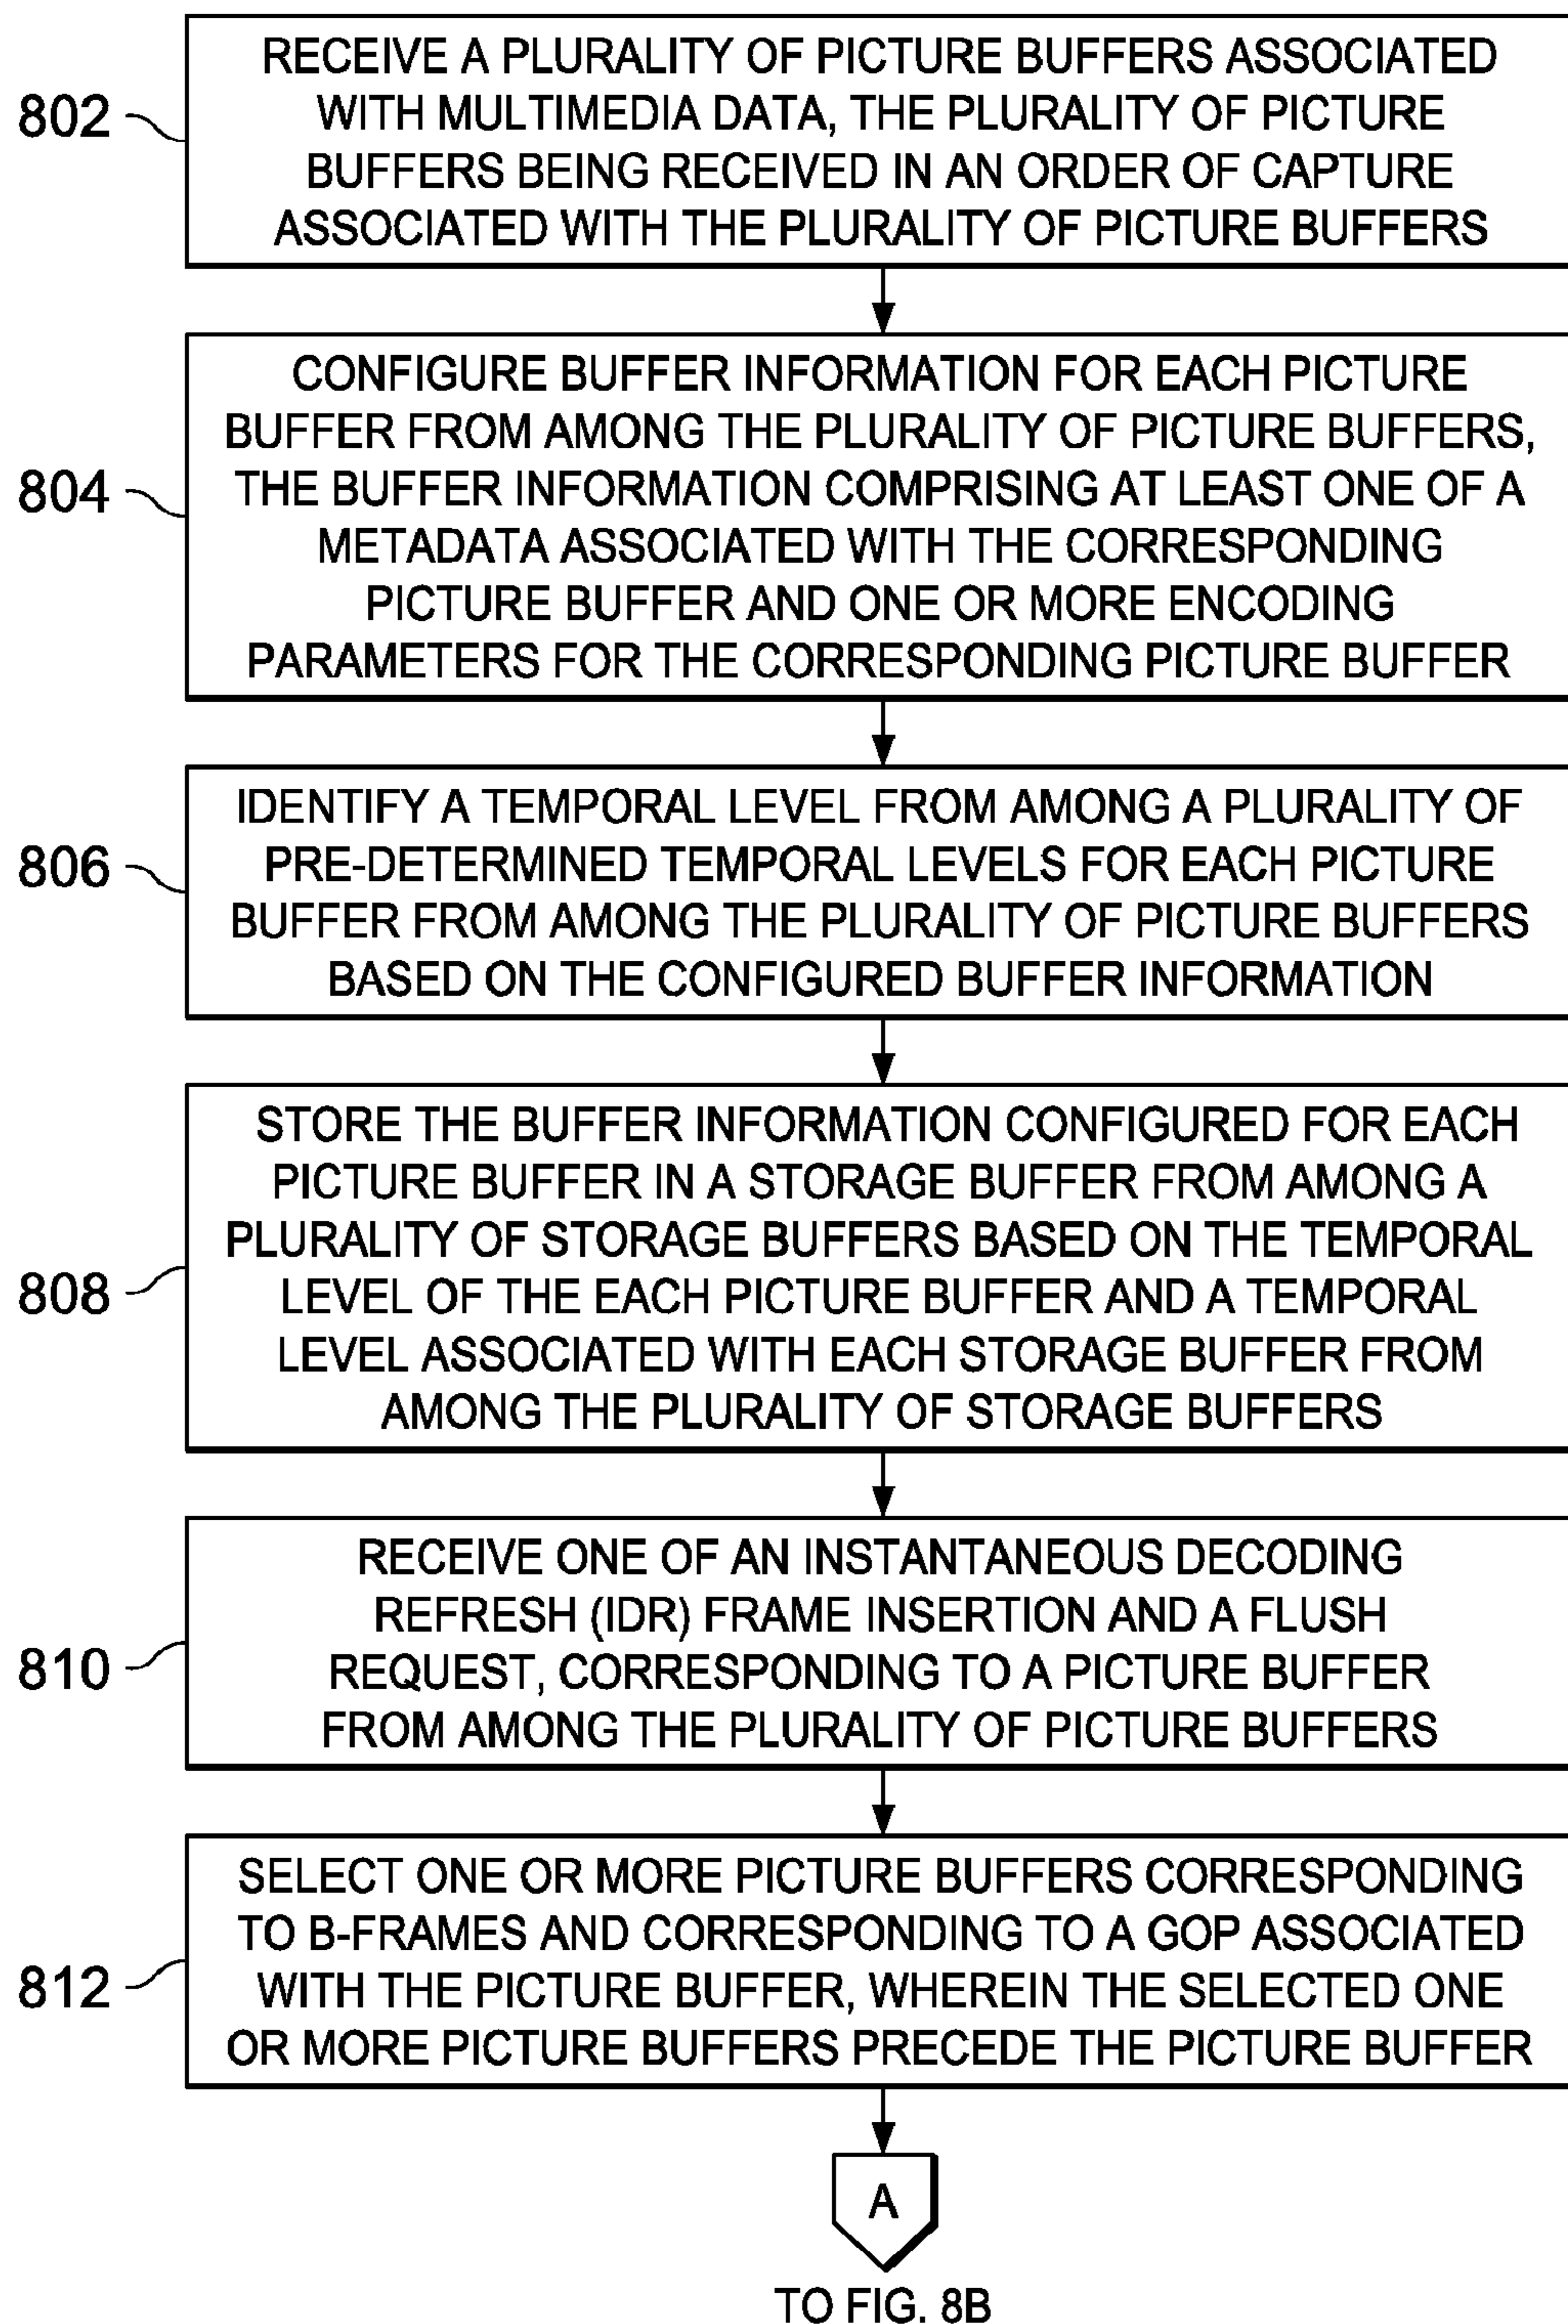 802
RECEIVE A PLURALITY OF PICTURE BUFFERS ASSOCIATED
WITH MULTIMEDIA DATA, THE PLURALITY OF PICTURE
BUFFERS BEING RECEIVED IN AN ORDER OF CAPTURE
ASSOCIATED WITH THE PLURALITY OF PICTURE BUFFERS
804
CONFIGURE BUFFER INFORMATION FOR EACH PICTURE
BUFFER FROM AMONG THE PLURALITY OF PICTURE BUFFERS,
THE BUFFER INFORMATION COMPRISING AT LEAST ONE OF A
METADATA ASSOCIATED WITH THE CORRESPONDING
PICTURE BUFFER AND ONE OR MORE ENCODING
PARAMETERS FOR THE CORRESPONDING PICTURE BUFFER
806
IDENTIFY A TEMPORAL LEVEL FROM AMONG A PLURALITY OF
PRE-DETERMINED TEMPORAL LEVELS FOR EACH PICTURE
BUFFER FROM AMONG THE PLURALITY OF PICTURE BUFFERS
BASED ON THE CONFIGURED BUFFER INFORMATION
808
STORE THE BUFFER INFORMATION CONFIGURED FOR EACH
PICTURE BUFFER IN A STORAGE BUFFER FROM AMONG A
PLURALITY OF STORAGE BUFFERS BASED ON THE TEMPORAL
LEVEL OF THE EACH PICTURE BUFFER AND A TEMPORAL
LEVEL ASSOCIATED WITH EACH STORAGE BUFFER FROM
AMONG THE PLURALITY OF STORAGE BUFFERS
810
RECEIVE ONE OF AN INSTANTANEOUS DECODING
REFRESH (IDR) FRAME INSERTION AND A FLUSH
REQUEST, CORRESPONDING TO A PICTURE BUFFER
FROM AMONG THE PLURALITY OF PICTURE BUFFERS
812
SELECT ONE OR MORE PICTURE BUFFERS CORRESPONDING
TO B-FRAMES AND CORRESPONDING TO A GOP ASSOCIATED
WITH THE PICTURE BUFFER, WHEREIN THE SELECTED ONE
OR MORE PICTURE BUFFERS PRECEDE THE PICTURE BUFFER
A
TO FIG. 8B